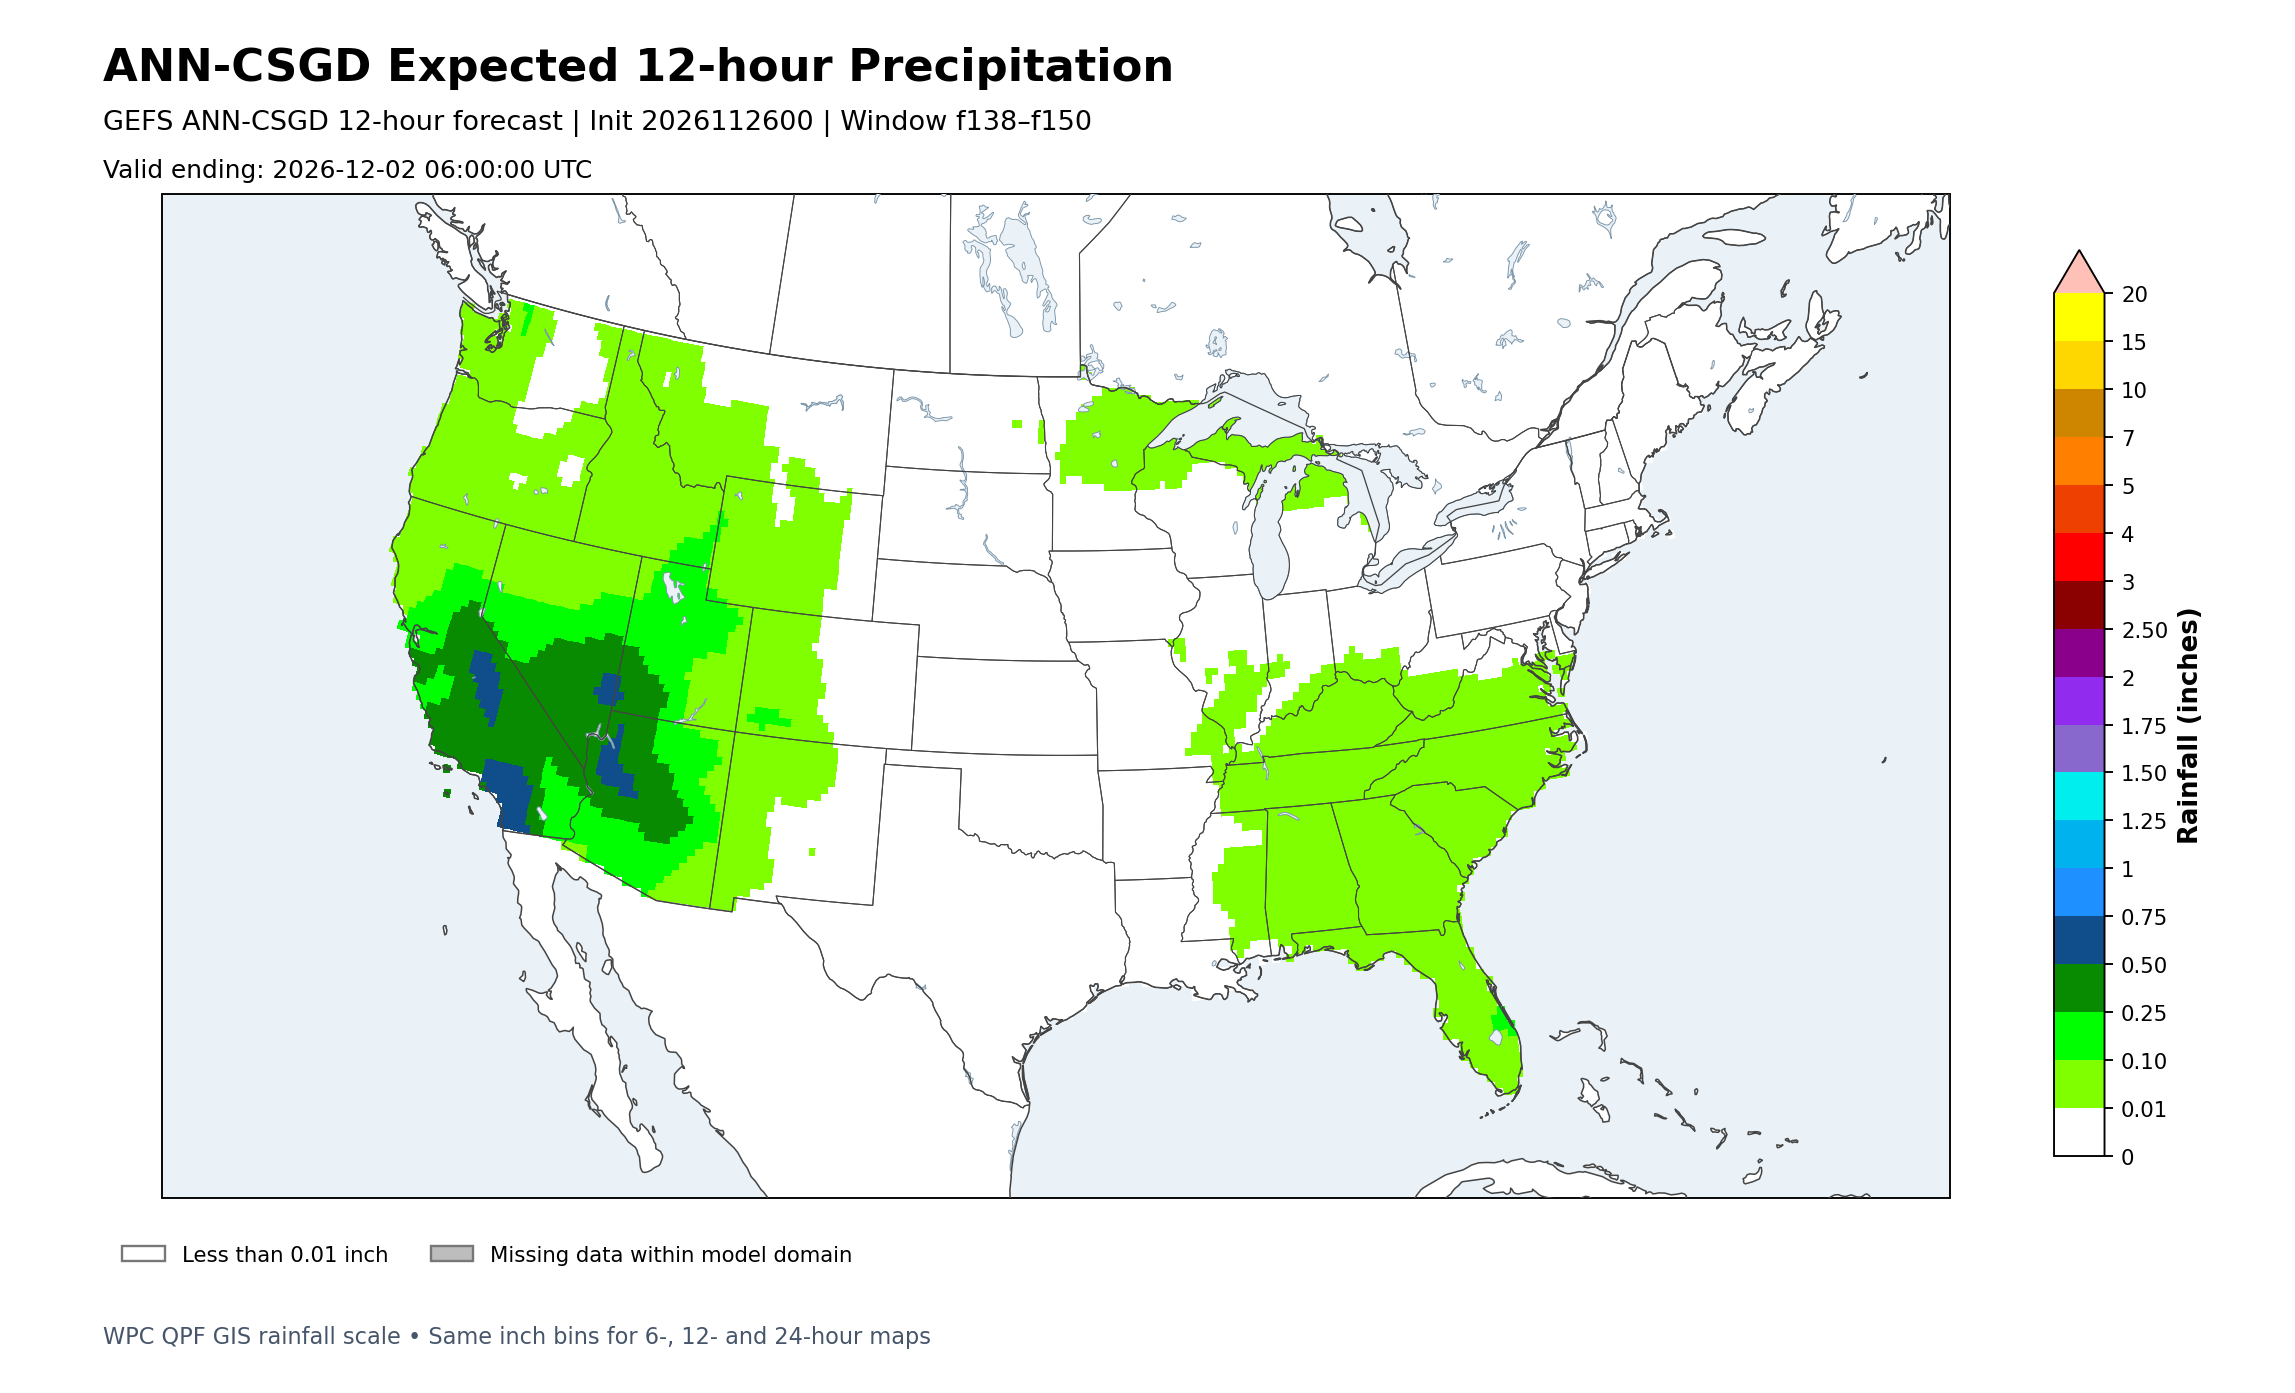 ANN-CSGD Expected 12-hour Precipitation
GEFS ANN-CSGD 12-hour forecast | Init 2026112600 | Window f138–f150
Valid ending: 2026-12-02 06:00:00 UTC
20
15
10
7
5
4
3
2.50
2
1.75
1.50
1.25
1
0.75
0.50
0.25
0.10
0.01
0
Rainfall (inches)
Less than 0.01 inch
Missing data within model domain
WPC QPF GIS rainfall scale • Same inch bins for 6-, 12- and 24-hour maps